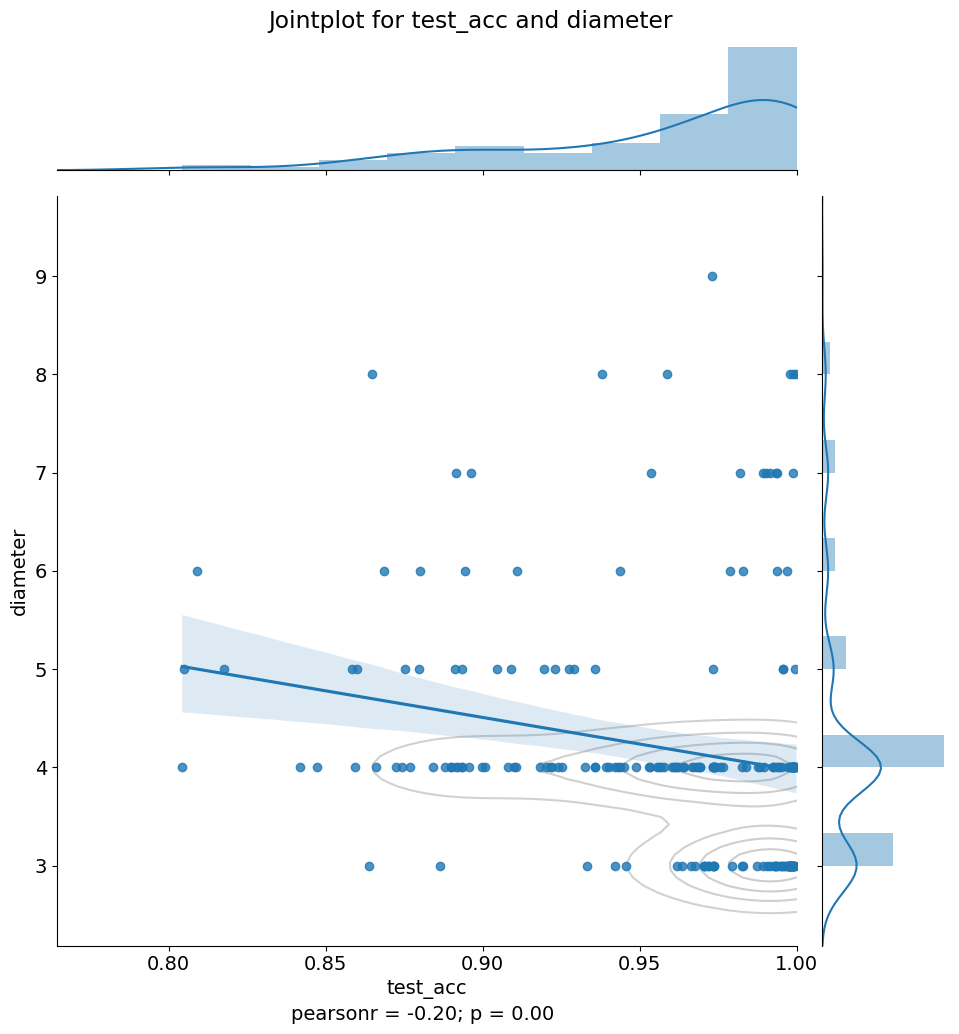 Jointplot for test_acc and diameter
9
8
7
6
5
4
3
diameter
0.80 0.85 0.90 0.95 1.00
test_acc
pearsonr = -0.20; p = 0.00